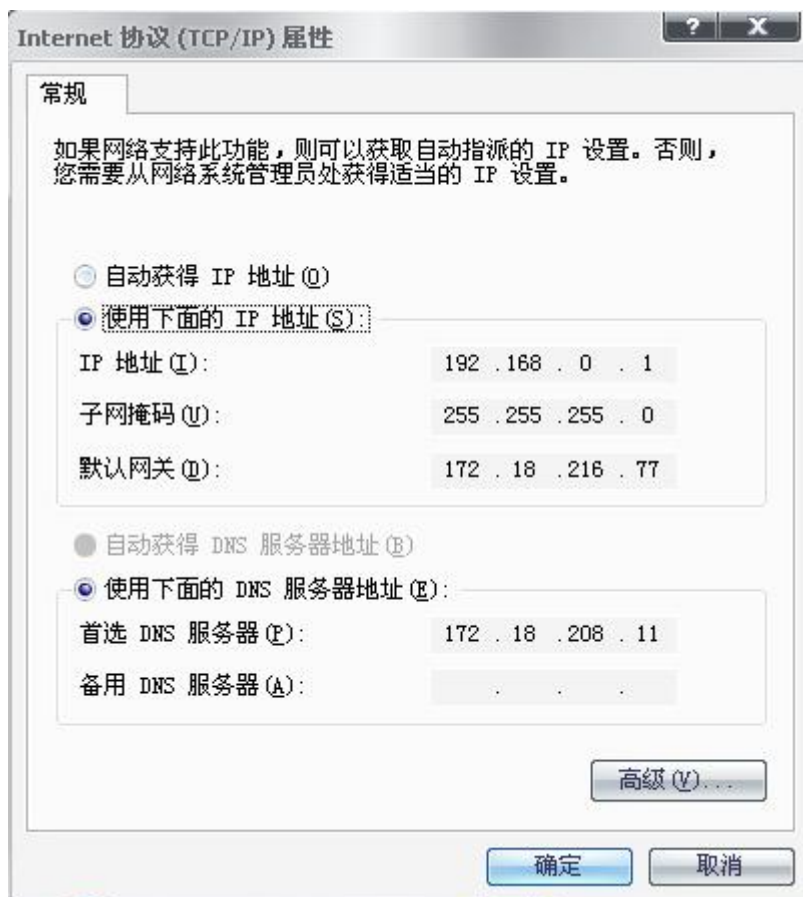 Internet 协议 (TCP/IP) 属性
? X
常规
如果网络支持此功能，则可以获取自动指派的 IP 设置。否则，
您需要从网络系统管理员处获得适当的 IP 设置。
自动获得 IP 地址(O)
使用下面的 IP 地址(S):
IP 地址(I): 192 .168 . 0 . 1
子网掩码(U): 255 .255 .255 . 0
默认网关(D): 172 . 18 .216 . 77
自动获得 DNS 服务器地址(B)
使用下面的 DNS 服务器地址(E):
首选 DNS 服务器(P): 172 . 18 .208 . 11
备用 DNS 服务器(A): . . .
高级(V)...
确定 取消